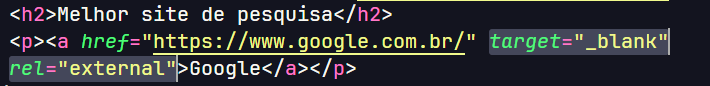 <h2>Melhor site de pesquisa</h2>
<p><a href="https://www.google.com.br/" target="_blank"
rel="external">Google</a></p>